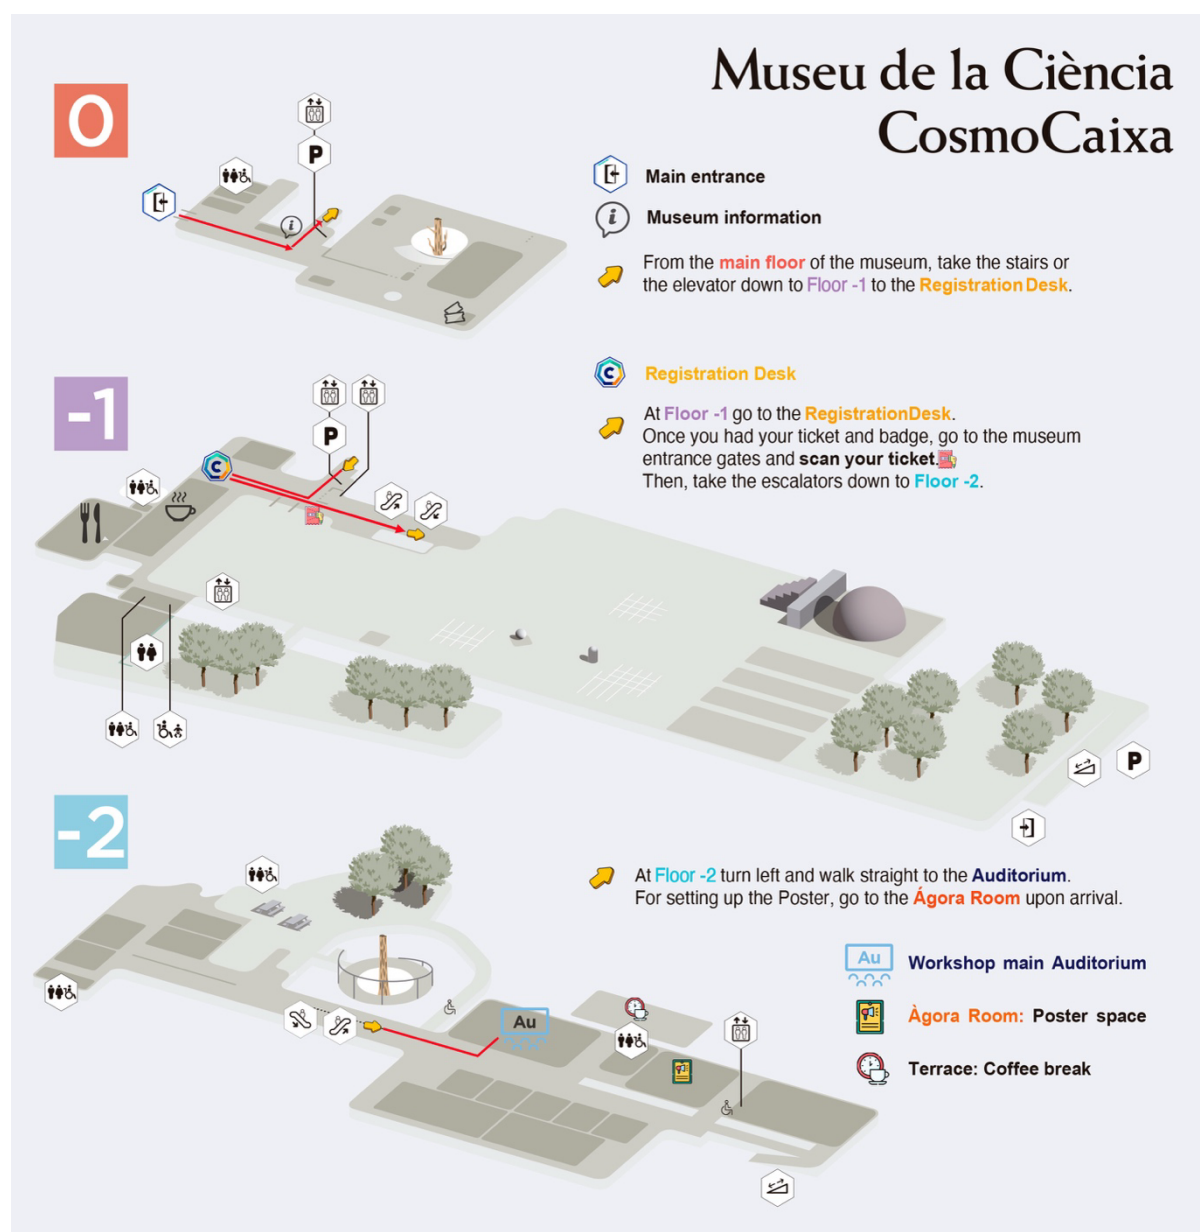 Museu de la Ciència
CosmoCaixa
0
P
i
Main entrance
i
Museum information
From the main floor of the museum, take the stairs or
the elevator down to Floor -1 to the Registration Desk.
-1
P
C
C
Registration Desk
At Floor -1 go to the RegistrationDesk.
Once you had your ticket and badge, go to the museum
entrance gates and scan your ticket.
Then, take the escalators down to Floor -2.
P
-2
At Floor -2 turn left and walk straight to the Auditorium.
For setting up the Poster, go to the Ágora Room upon arrival.
Au
Au
Workshop main Auditorium
Àgora Room: Poster space
Terrace: Coffee break